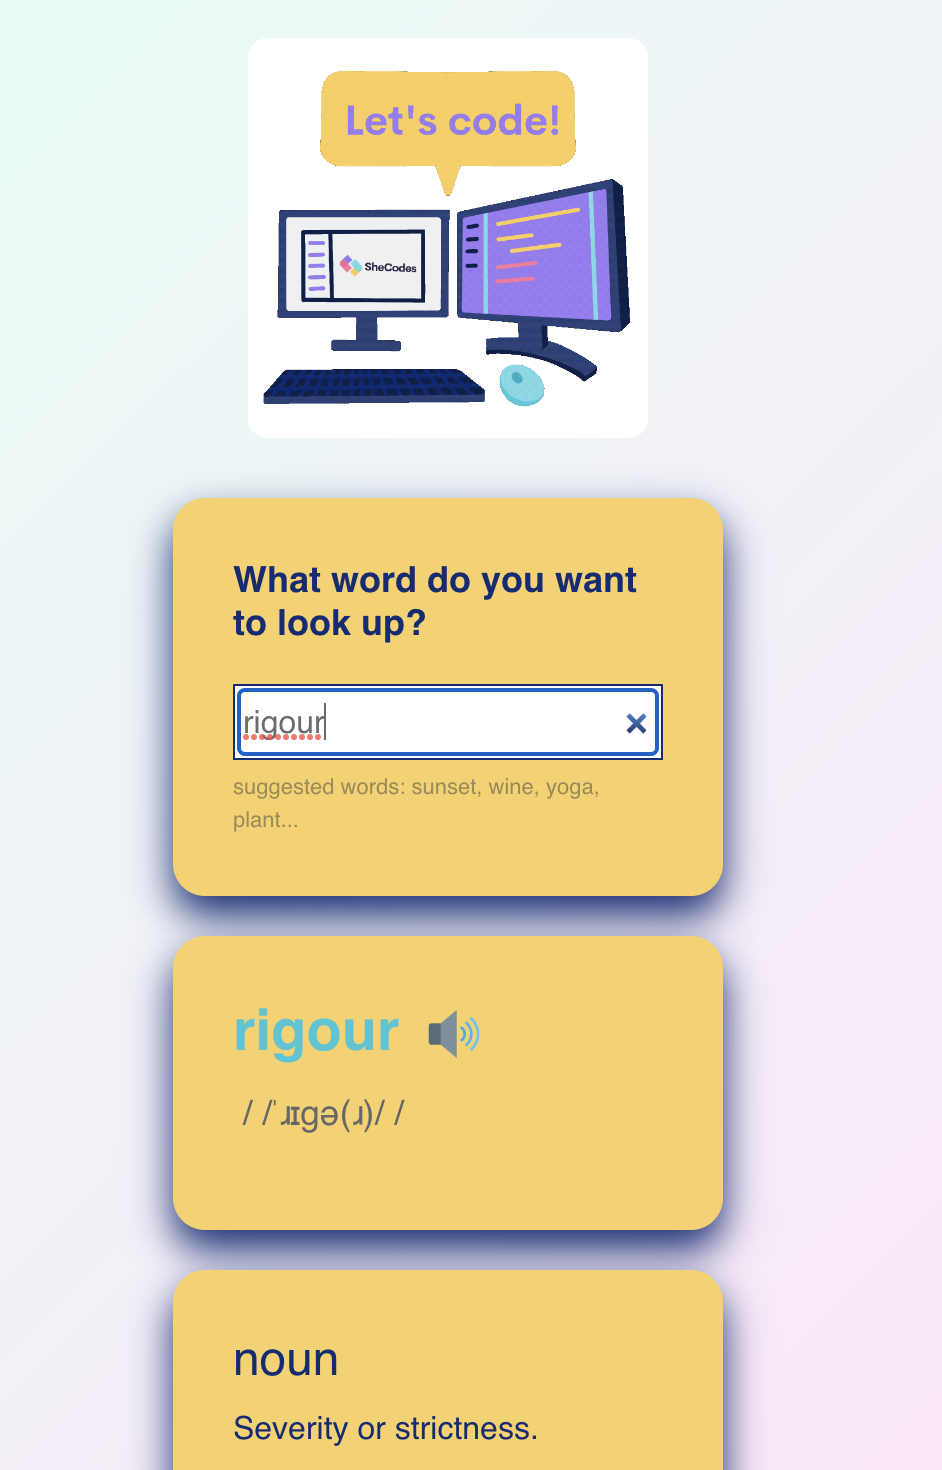 Let's code!
SheCodes
What word do you want
to look up?
rigour
suggested words: sunset, wine, yoga,
plant...
rigour
/ /ˈɹɪɡə(ɹ)/ /
noun
Severity or strictness.